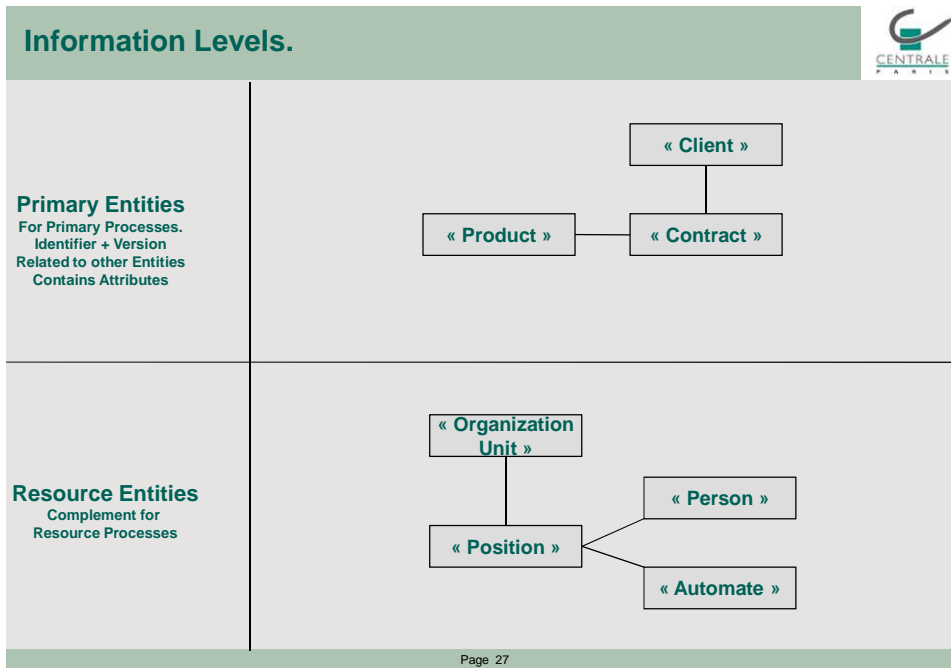 Information Levels.
CENTRALE
PARIS
Primary Entities
For Primary Processes.
Identifier + Version
Related to other Entities
Contains Attributes
« Client »
« Product »
« Contract »
Resource Entities
Complement for
Resource Processes
« Organization
Unit »
« Person »
« Position »
« Automate »
Page 27